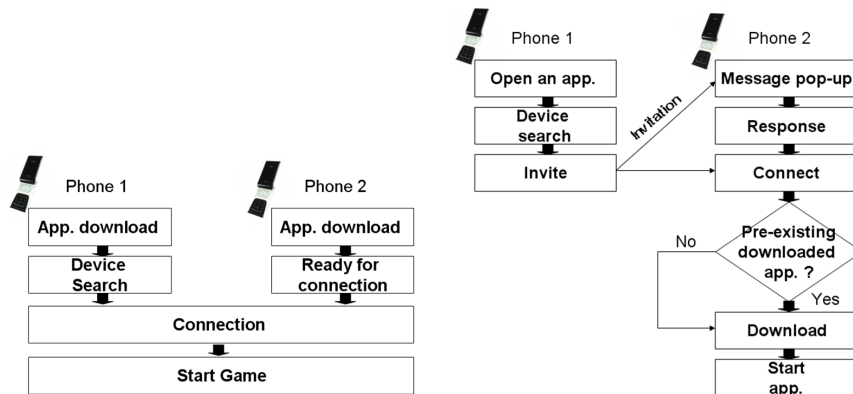 Phone 1
Phone 2
App. download
App. download
Device
Search
Ready for
connection
Connection
Start Game
Phone 1
Phone 2
Open an app.
Message pop-up
Invitation
Device
search
Response
Invite
Connect
Pre-existing
downloaded
app. ?
No
Yes
Download
Start
app.